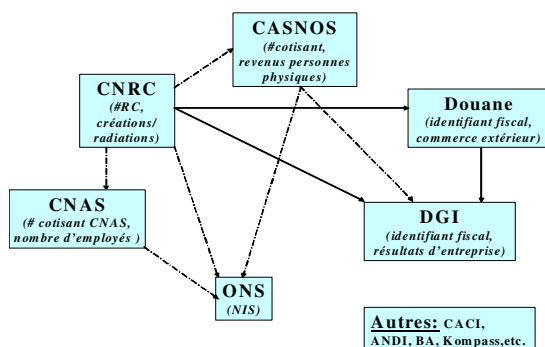 CASNOS
(#cotisant,
revenus personnes
physiques)
CNRC
(#RC,
créations/
radiations)
Douane
(identifiant fiscal,
commerce extérieur)
CNAS
(# cotisant CNAS,
nombre d'employés )
DGI
(identifiant fiscal,
résultats d'entreprise)
ONS
(NIS)
Autres: CACI,
ANDI, BA, Kompass,etc.